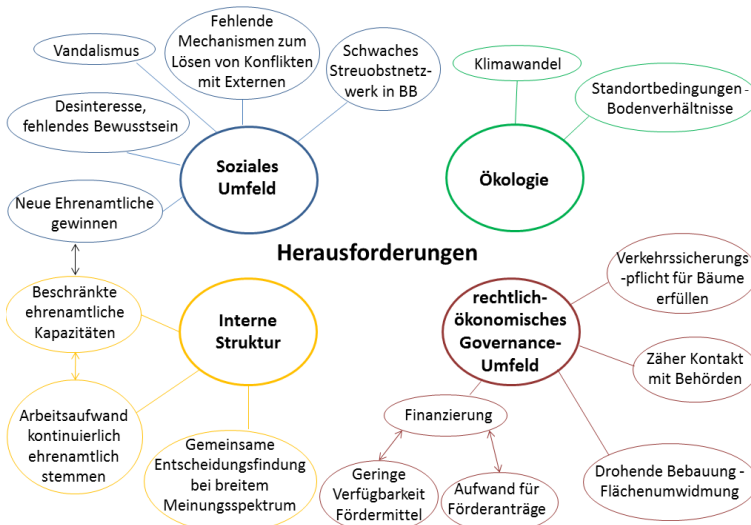 Vandalismus
Fehlende
Mechanismen zum
Lösen von Konflikten
mit Externen
Schwaches
Streuobstnetz-
werk in BB
Desinteresse,
fehlendes Bewusstsein
Soziales
Umfeld
Neue Ehrenamtliche
gewinnen
Klimawandel
Standortbedingungen -
Bodenverhältnisse
Ökologie
Herausforderungen
Beschränkte
ehrenamtliche
Kapazitäten
Interne
Struktur
Arbeitsaufwand
kontinuierlich
ehrenamtlich
stemmen
Gemeinsame
Entscheidungsfindung
bei breitem
Meinungsspektrum
rechtlich-
ökonomisches
Governance-
Umfeld
Verkehrssicherungs
-pflicht für Bäume
erfüllen
Zäher Kontakt
mit Behörden
Finanzierung
Geringe
Verfügbarkeit
Fördermittel
Aufwand für
Förderanträge
Drohende Bebauung -
Flächenumwidmung